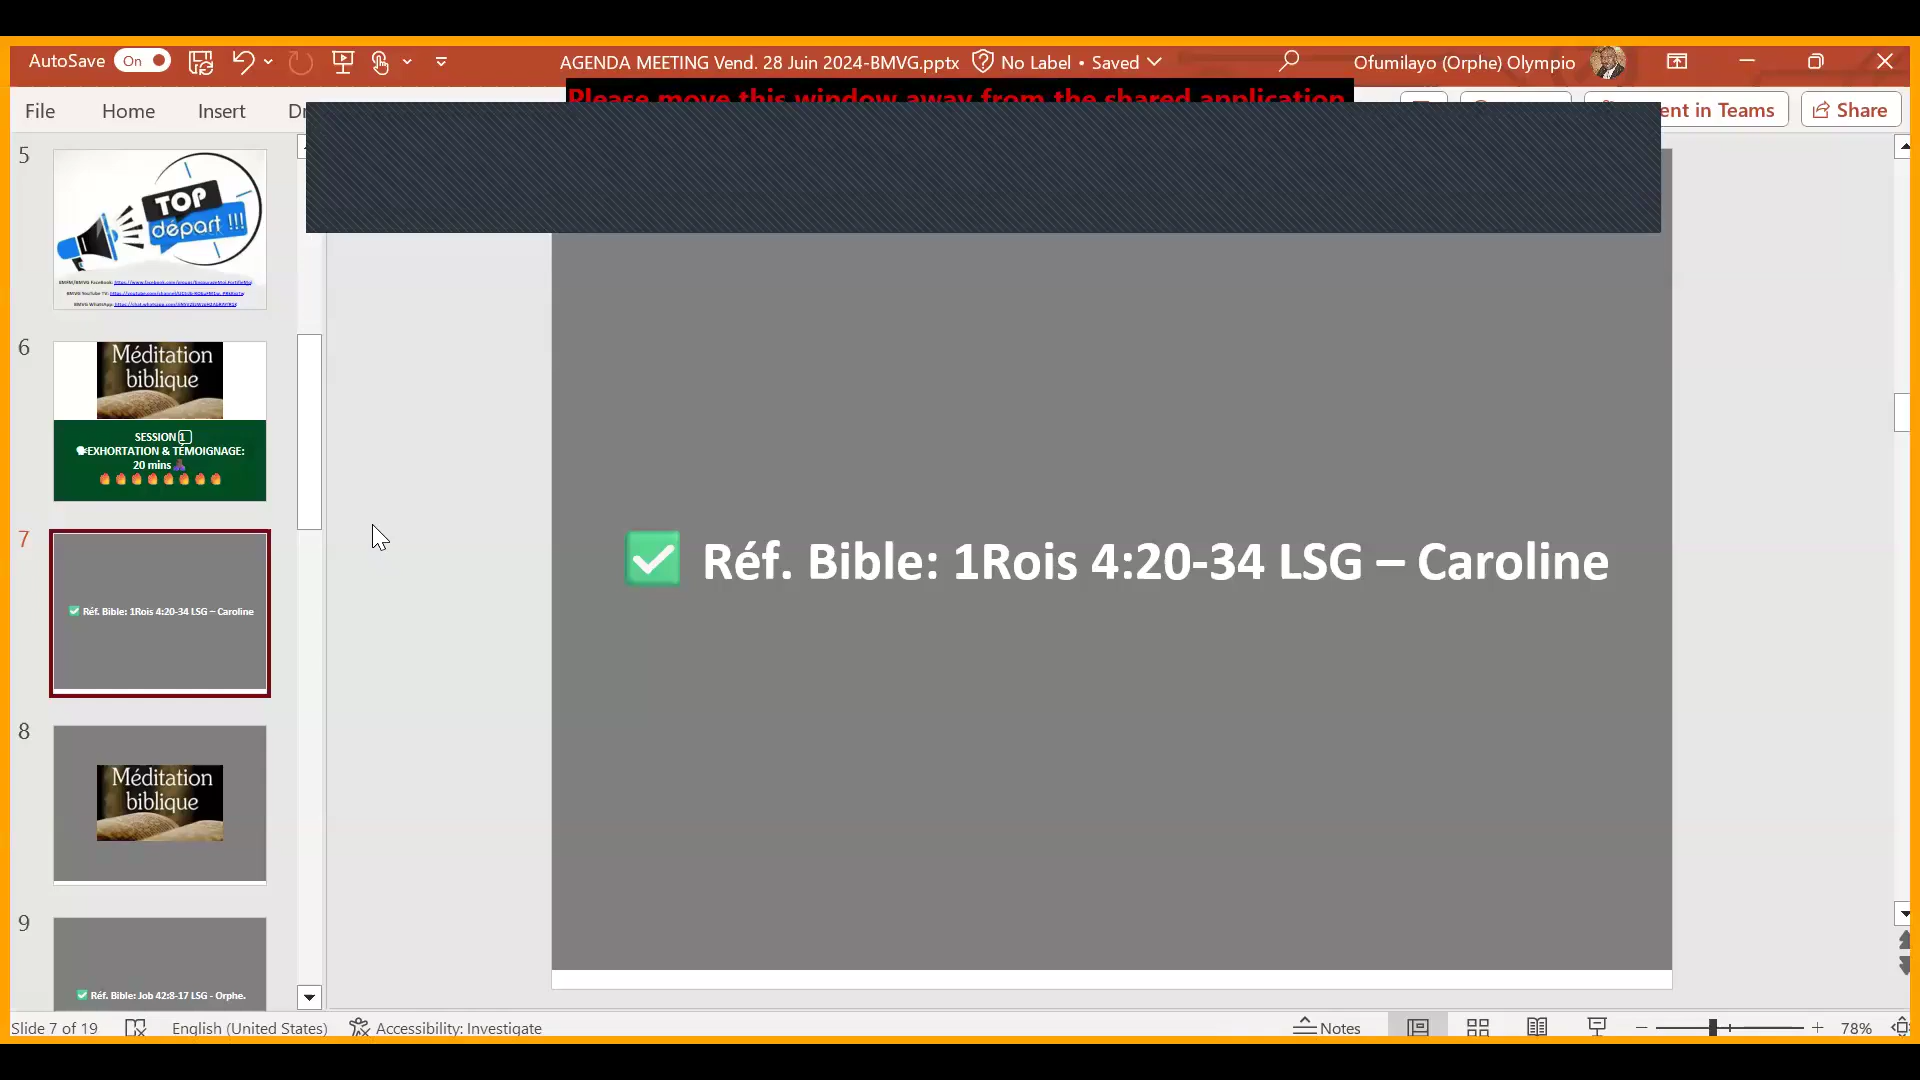 AutoSave On
AGENDA MEETING Vend. 28 Juin 2024-BMVG.pptx
No Label • Saved
Ofumilayo (Orphe) Olympio
Please move this window away from the shared application
File
Home
Insert
ent in Teams
Share
5
TOP
départ !!!
6
Méditation
biblique
SESSION 1
EXHORTATION & TÉMOIGNAGE:
20 mins
7
✅ Réf. Bible: 1Rois 4:20-34 LSG – Caroline
8
Méditation
biblique
9
✅ Réf. Bible: Job 42:8-17 LSG - Orphe.
✅ Réf. Bible: 1Rois 4:20-34 LSG – Caroline
Slide 7 of 19
English (United States)
Accessibility: Investigate
Notes
78%